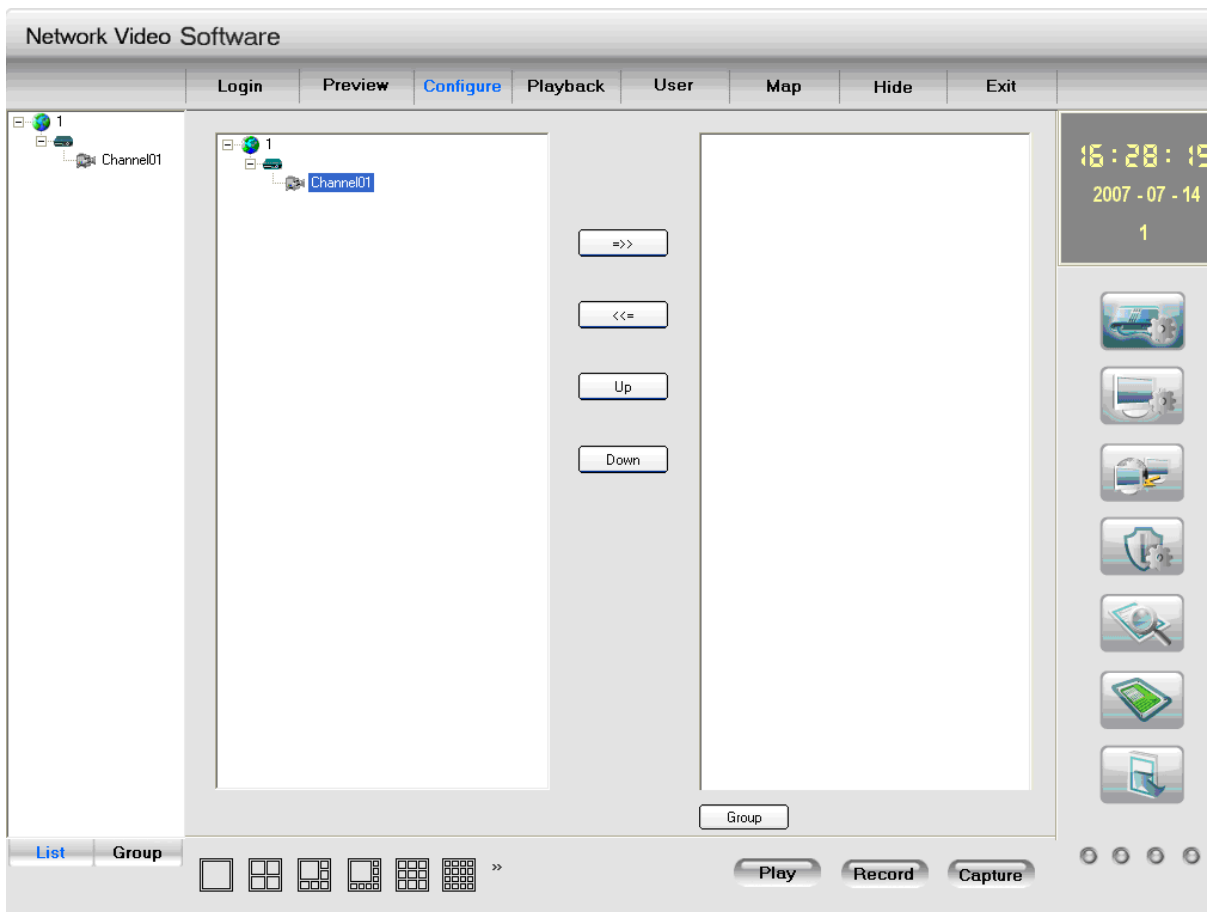 Network Video Software
Login Preview Configure Playback User Map Hide Exit
1
Channel01
1
Channel01
=>>
<<=
Up
Down
Group
16:28:19
2007 - 07 - 14
1
List Group
»
Play Record Capture